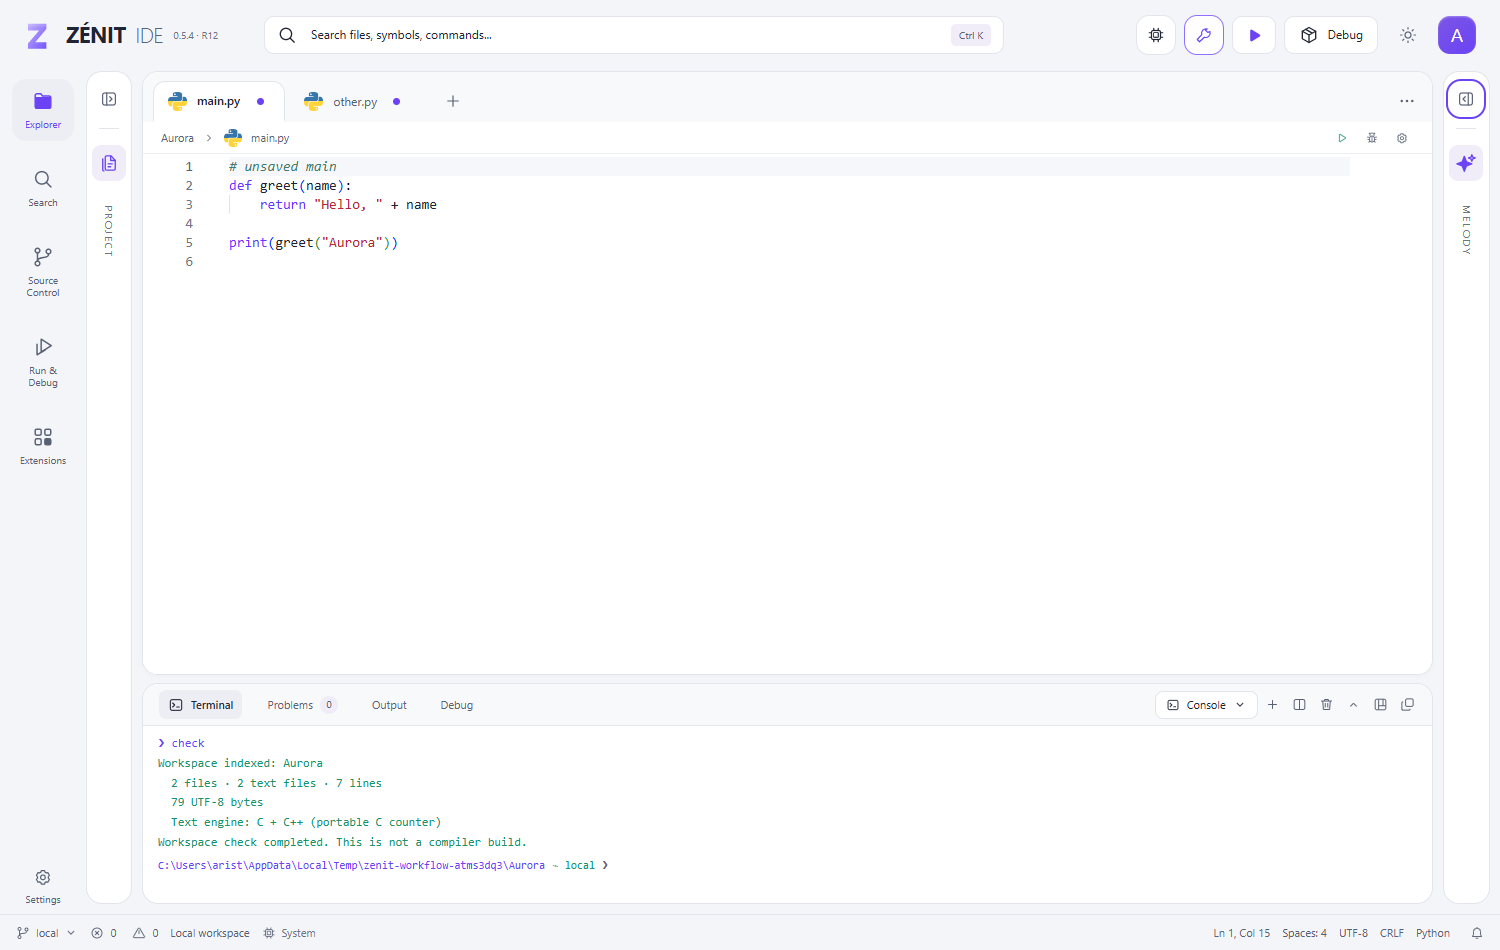 ZÉNIT IDE 0.5.4 · R12
Search files, symbols, commands...
Ctrl K
Debug
A
Explorer
Search
Source
Control
Run &
Debug
Extensions
Settings
PROJECT
main.py
other.py
Aurora
main.py
1 # unsaved main
2 def greet(name):
3 return "Hello, " + name
4
5 print(greet("Aurora"))
6
MELODY
Terminal
Problems 0
Output
Debug
Console
❯ check
Workspace indexed: Aurora
2 files · 2 text files · 7 lines
79 UTF-8 bytes
Text engine: C + C++ (portable C counter)
Workspace check completed. This is not a compiler build.
C:\Users\arist\AppData\Local\Temp\zenit-workflow-atms3dq3\Aurora ~ local ❯
local
0
0
Local workspace
System
Ln 1, Col 15
Spaces: 4
UTF-8
CRLF
Python